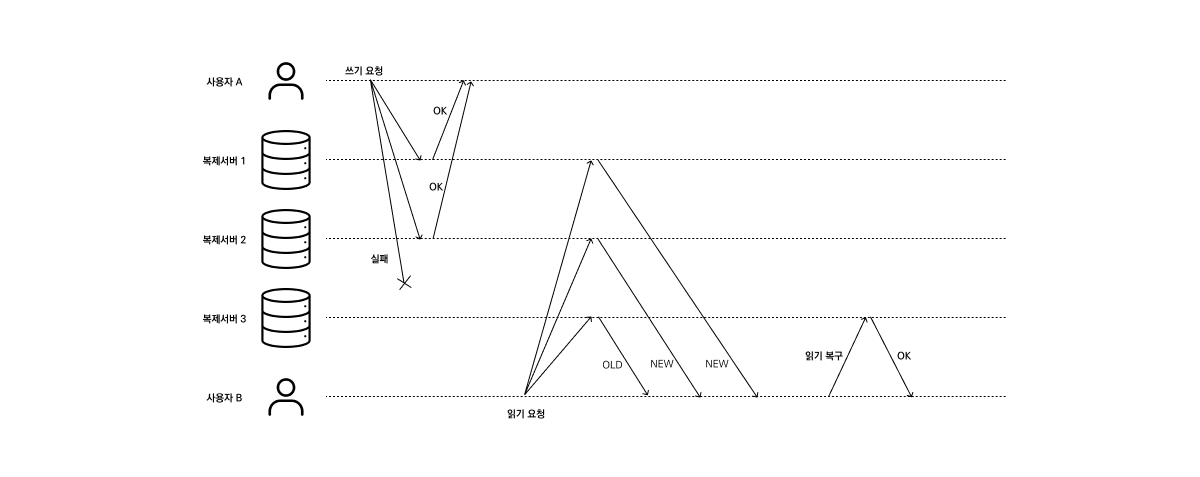 쓰기 요청
사용자 A
OK
복제서버 1
OK
복제서버 2
실패
복제서버 3
읽기 복구
OK
OLD
NEW
NEW
사용자 B
읽기 요청